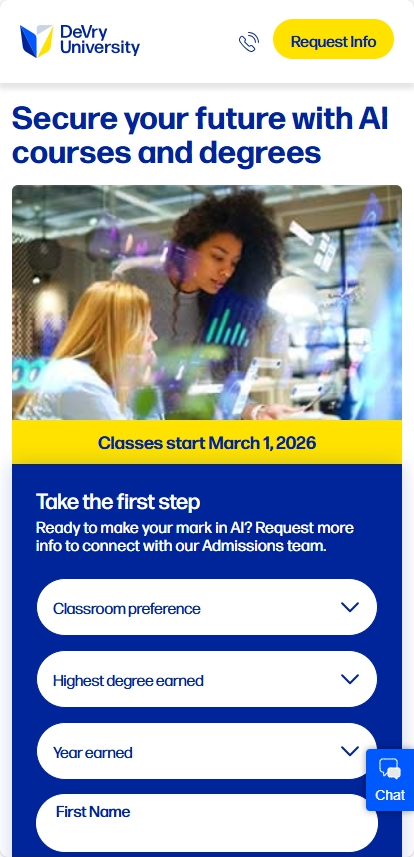 DeVry
University
Request Info
Secure your future with AI
courses and degrees
Classes start March 1, 2026
Take the first step
Ready to make your mark in AI? Request more
info to connect with our Admissions team.
Classroom preference
Highest degree earned
Year earned
Chat
First Name